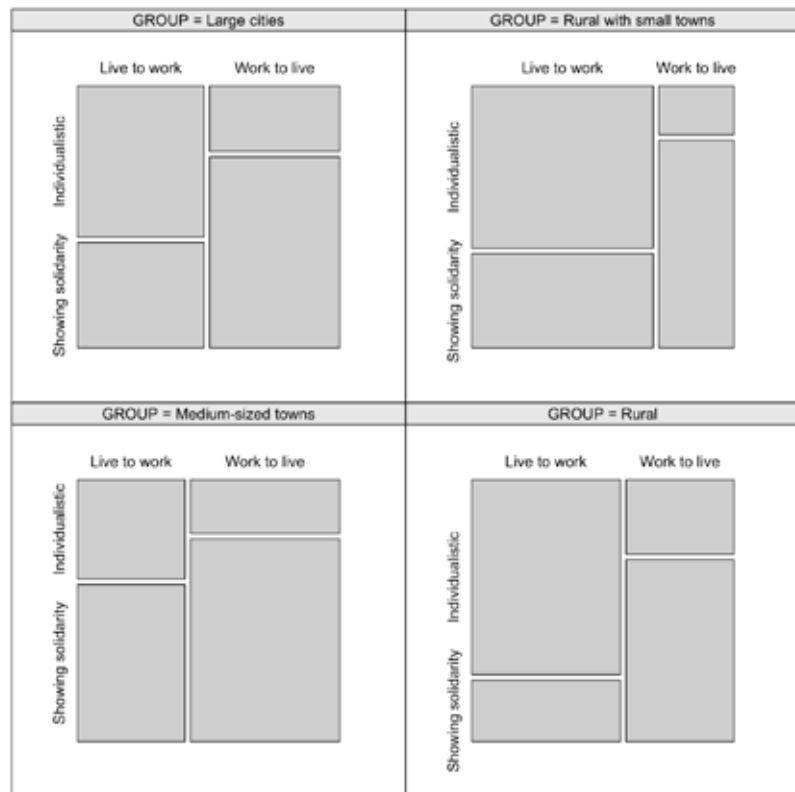 GROUP = Large cities
Live to work Work to live
Individualistic
Showing solidarity
GROUP = Rural with small towns
Live to work Work to live
Individualistic
Showing solidarity
GROUP = Medium-sized towns
Live to work Work to live
Individualistic
Showing solidarity
GROUP = Rural
Live to work Work to live
Individualistic
Showing solidarity